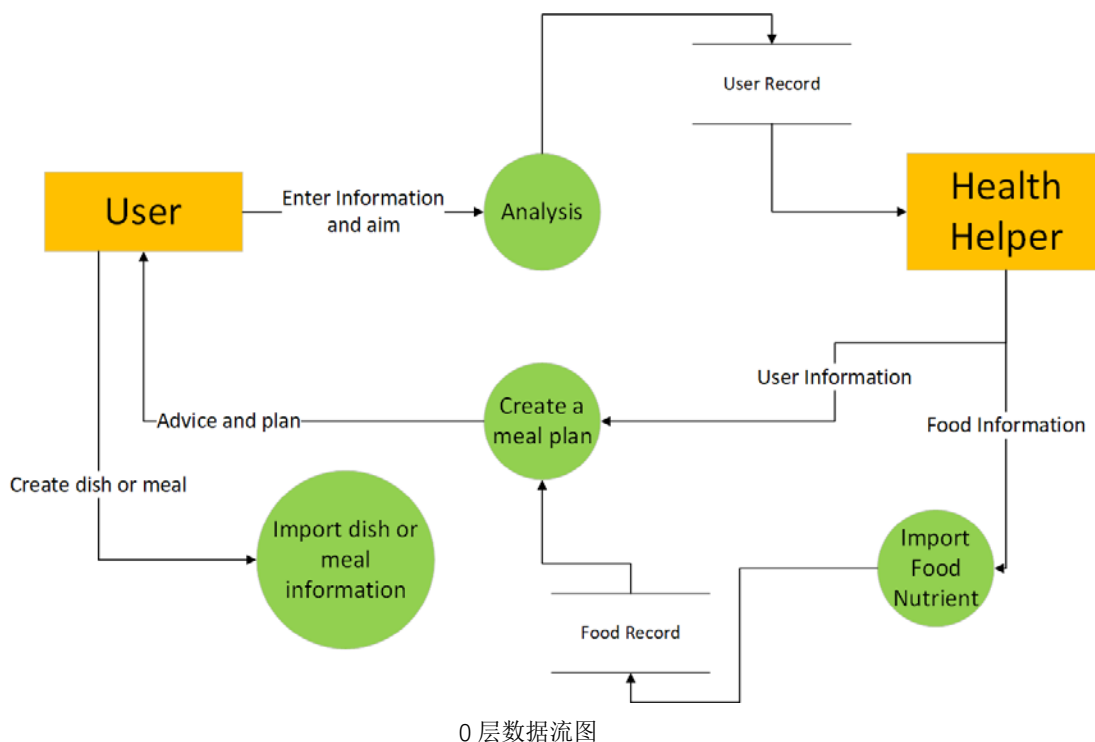 User Record
User
Enter Information
and aim
Analysis
Health
Helper
User Information
Create a
meal plan
Advice and plan
Food Information
Create dish or meal
Import dish or
meal
information
Import
Food
Nutrient
Food Record
0 层数据流图